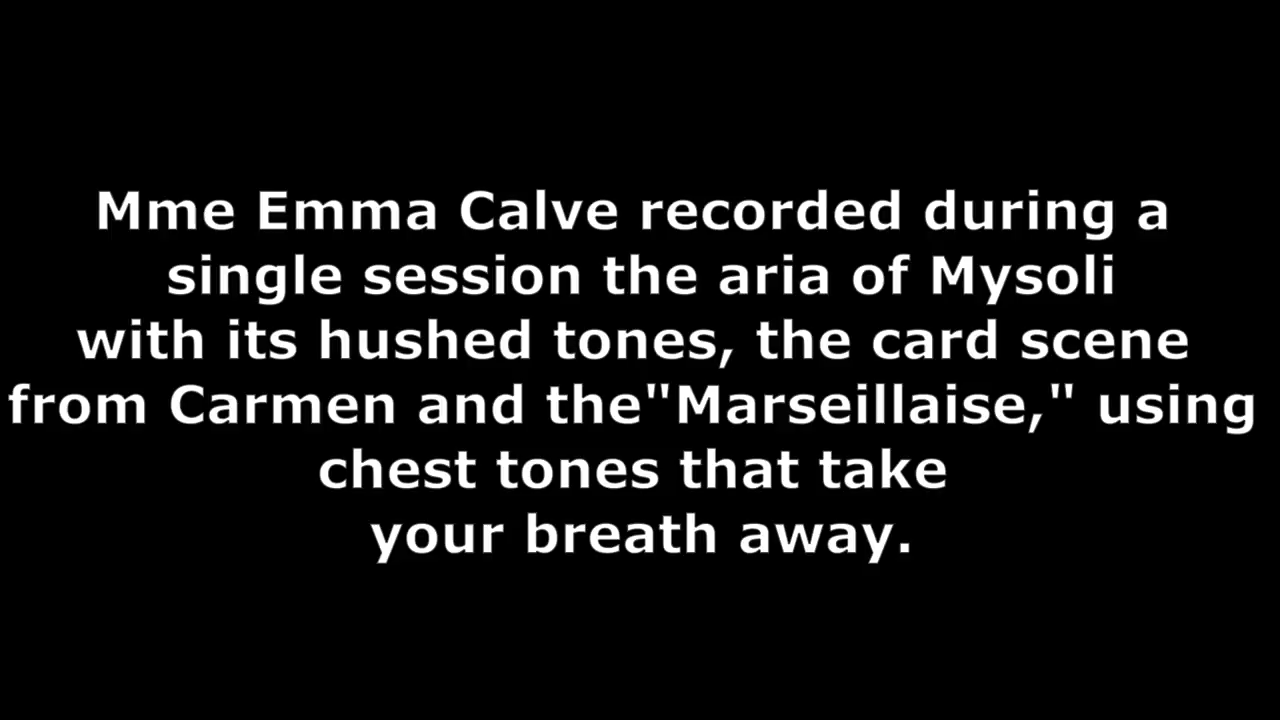 Mme Emma Calve recorded during a
single session the aria of Mysoli
with its hushed tones, the card scene
from Carmen and the"Marseillaise," using
chest tones that take
your breath away.